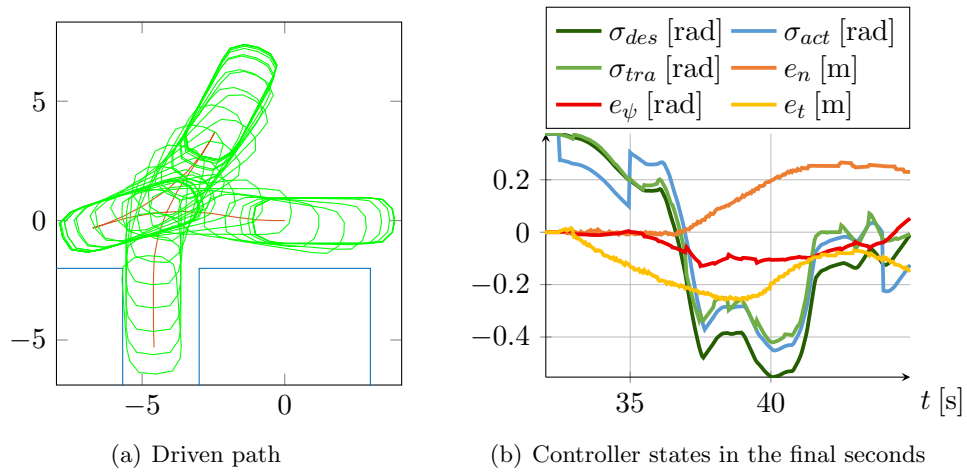 5
0
−5
−5
0
(a) Driven path
σdes [rad]
σact [rad]
σtra [rad]
en [m]
eψ [rad]
et [m]
0.2
0
−0.2
−0.4
35
40
t [s]
(b) Controller states in the final seconds